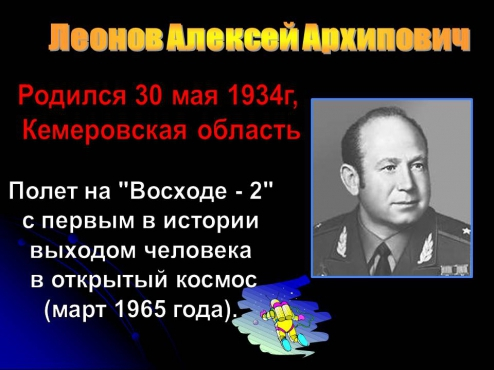 Леонов Алексей Архипович
Родился 30 мая 1934г,
Кемеровская область
Полет на "Восходе - 2"
с первым в истории
выходом человека
в открытый космос
(март 1965 года).